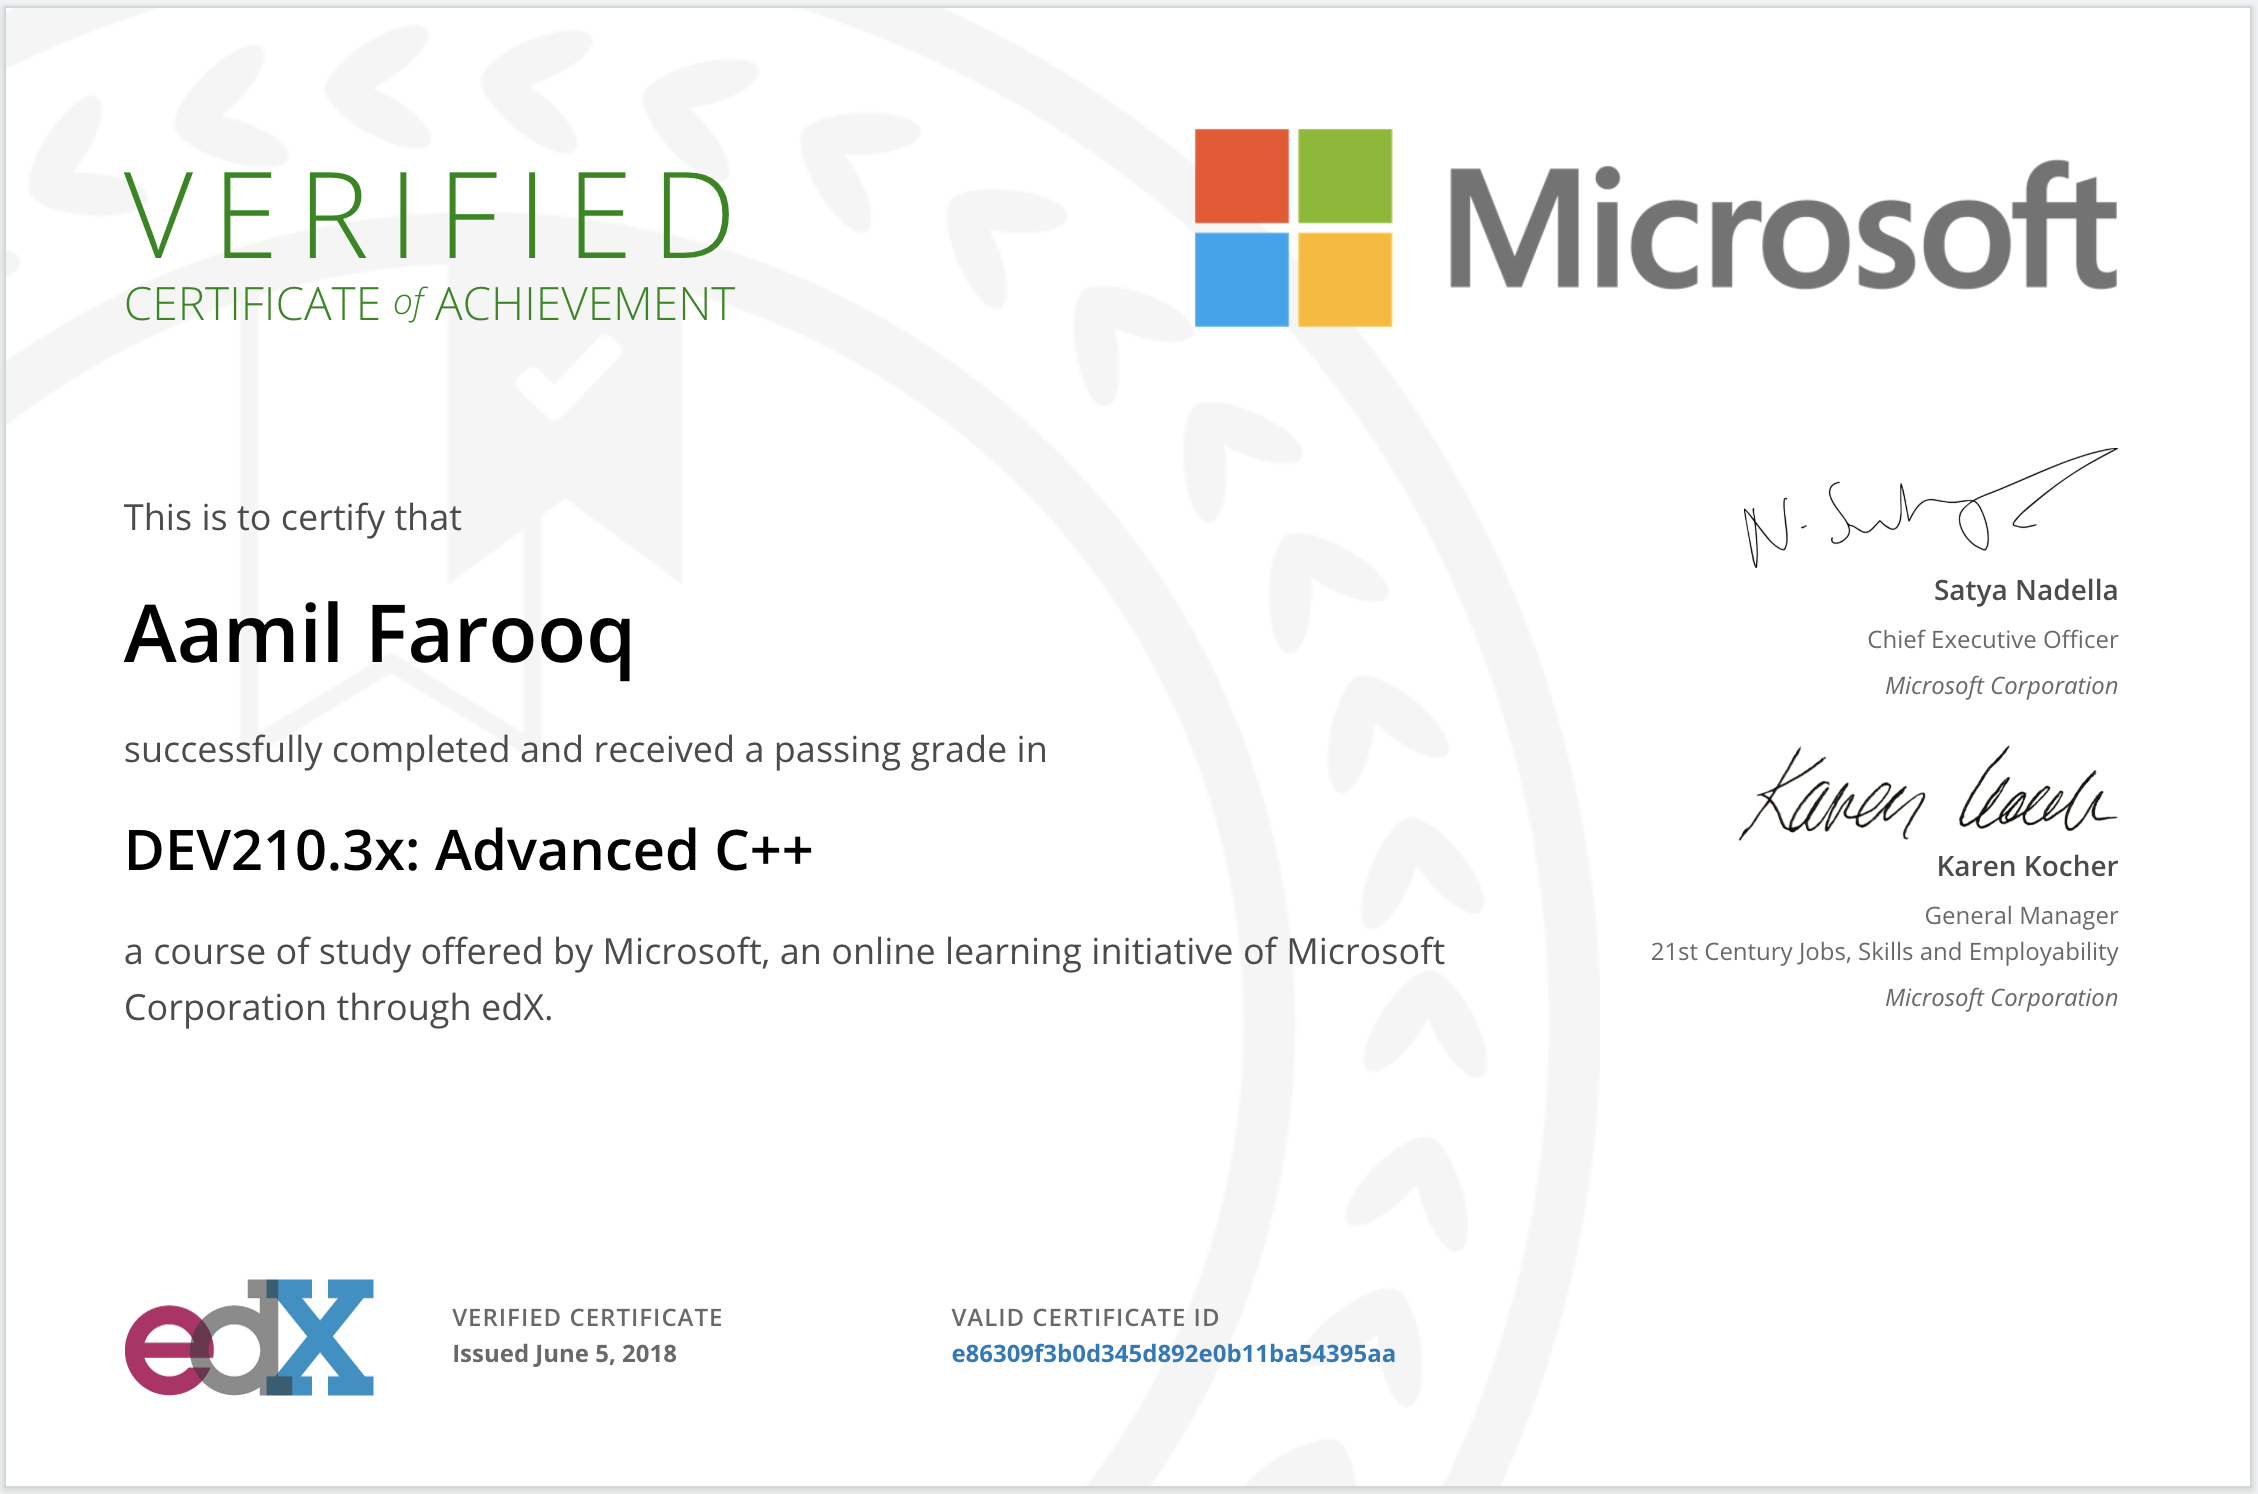 VERIFIED
CERTIFICATE of ACHIEVEMENT
Microsoft
This is to certify that
Aamil Farooq
successfully completed and received a passing grade in
DEV210.3x: Advanced C++
a course of study offered by Microsoft, an online learning initiative of Microsoft
Corporation through edX.
N. Satya
Satya Nadella
Chief Executive Officer
Microsoft Corporation
Karen Kocher
Karen Kocher
General Manager
21st Century Jobs, Skills and Employability
Microsoft Corporation
edX
VERIFIED CERTIFICATE
Issued June 5, 2018
VALID CERTIFICATE ID
e86309f3b0d345d892e0b11ba54395aa